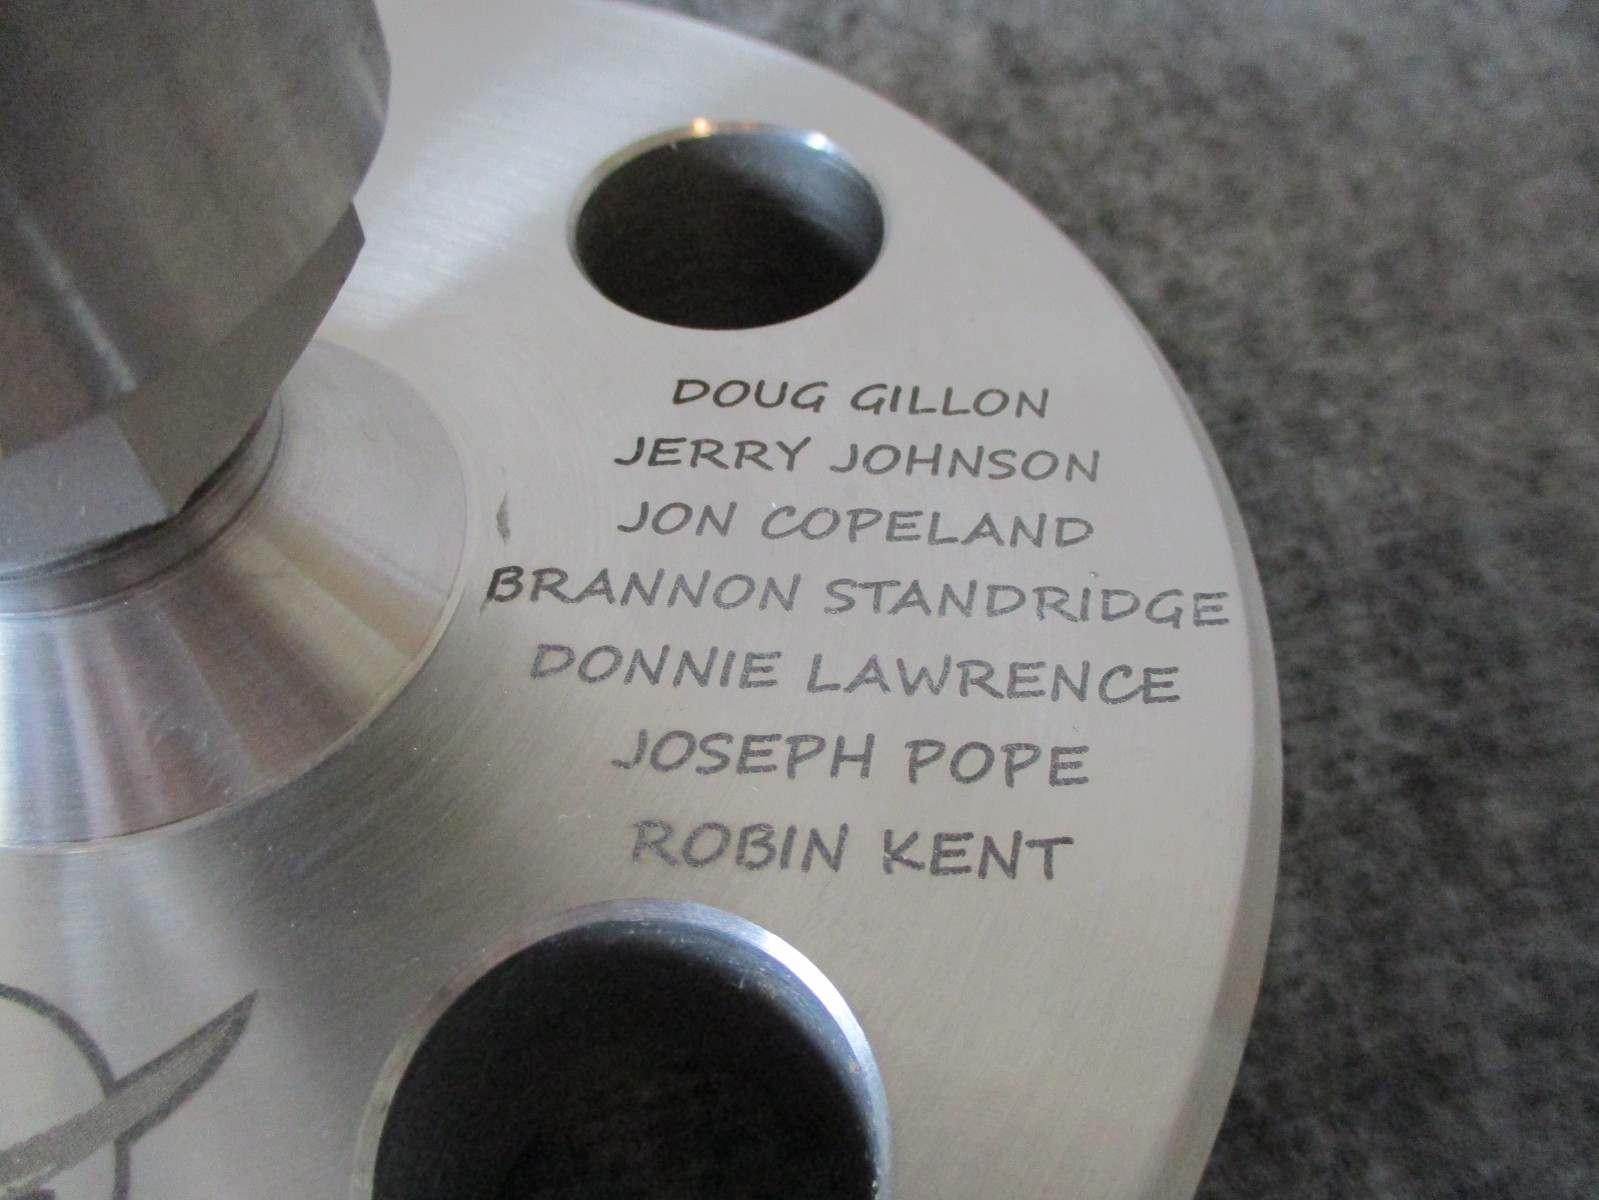 DOUG GILLON
JERRY JOHNSON
JON COPELAND
BRANNON STANDRIDGE
DONNIE LAWRENCE
JOSEPH POPE
ROBIN KENT